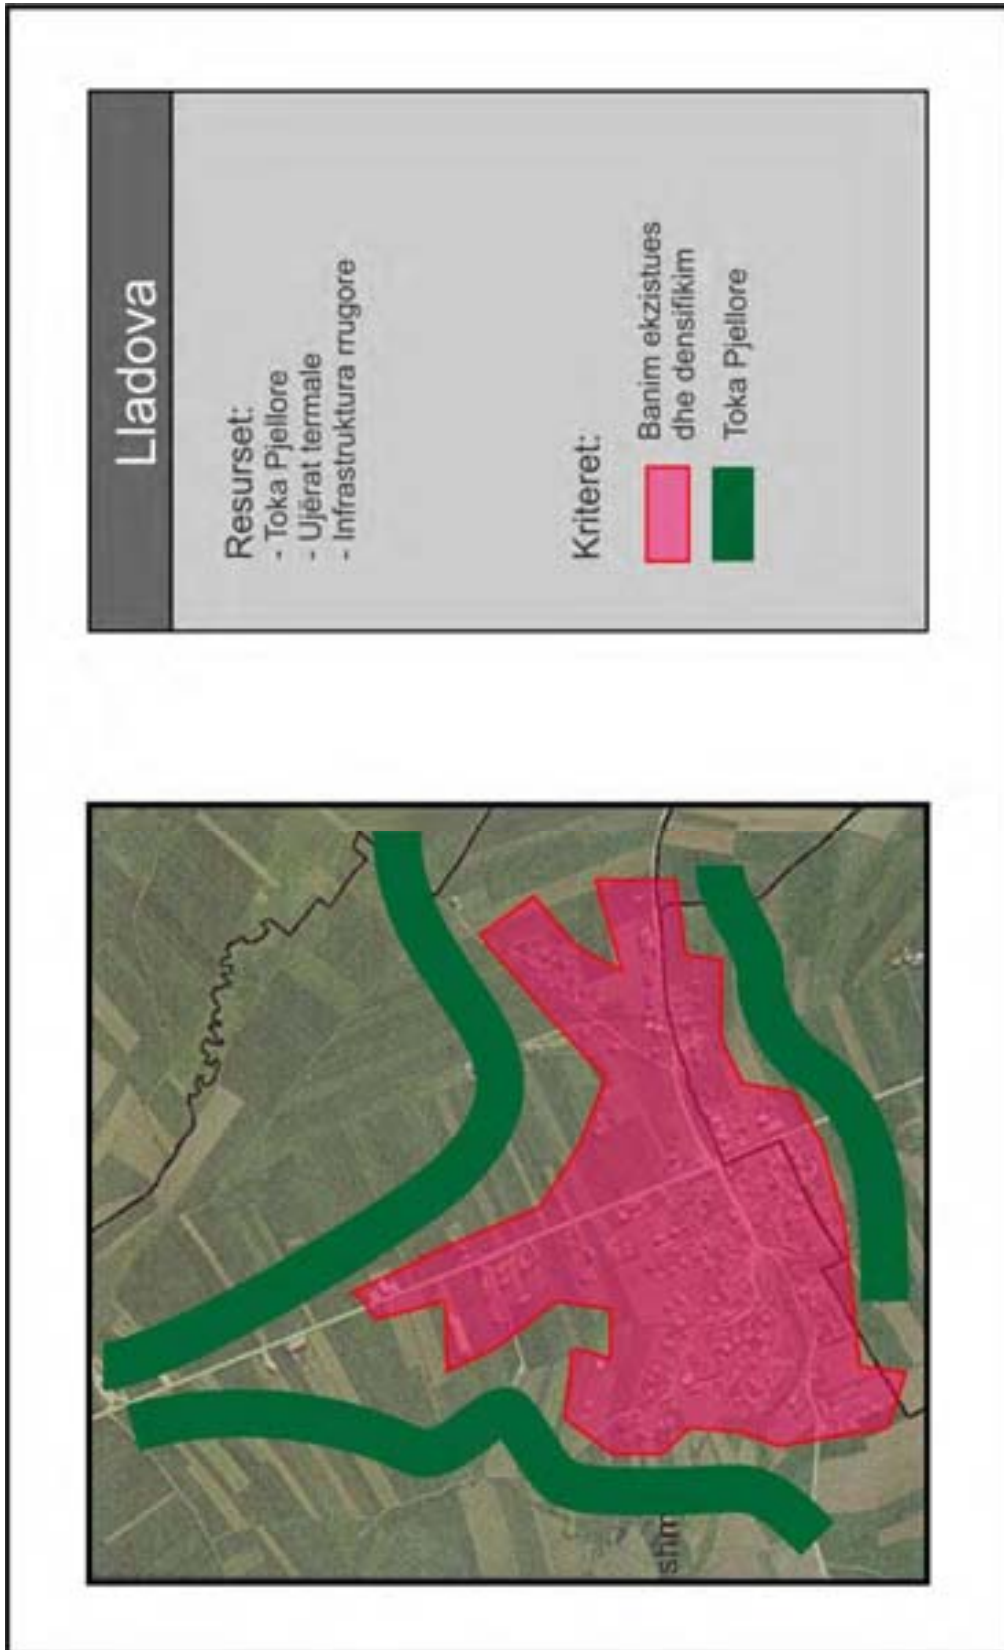 Lladova
Resurset:
- Toka Pjellore
- Ujërat termale
- Infrastruktura rrugore
Kriteret:
Banim ekzistues
dhe densifikim
Toka Pjellore
shm